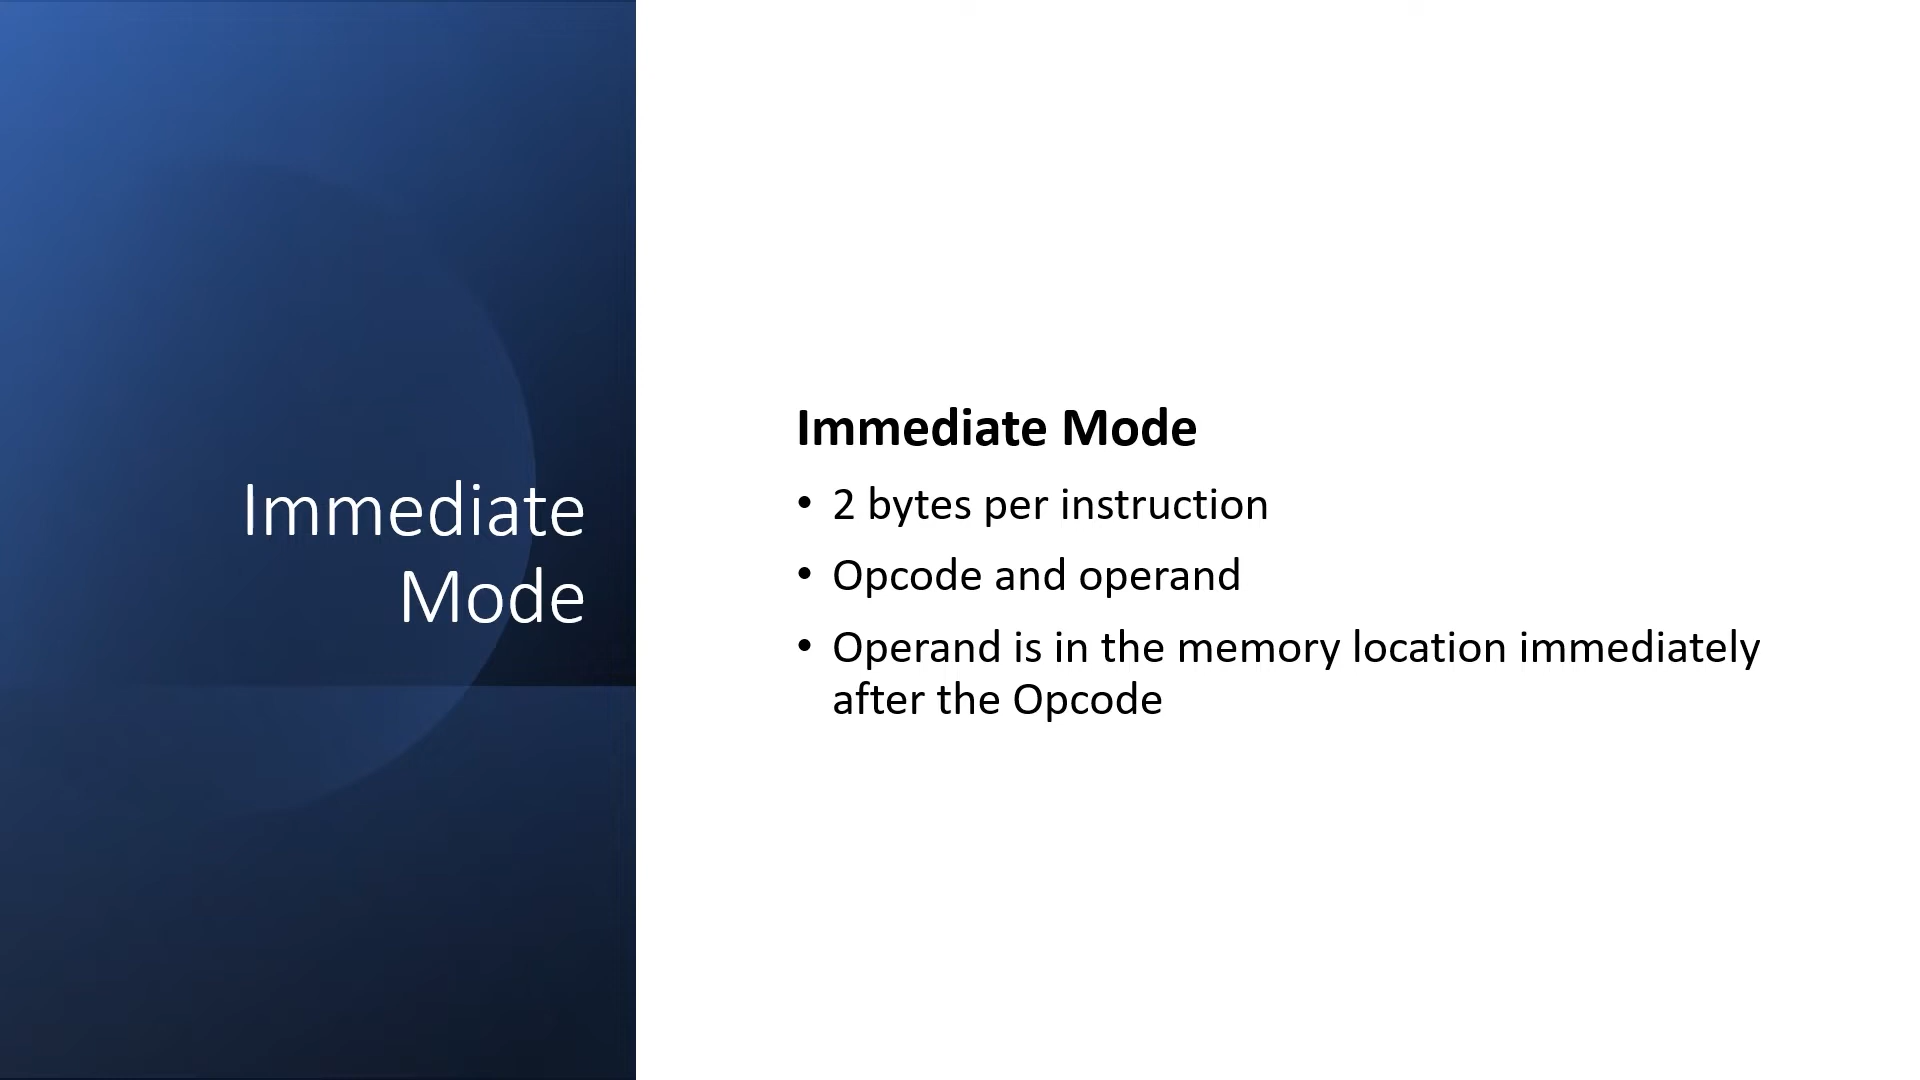 Immediate
Mode
Immediate Mode
• 2 bytes per instruction
• Opcode and operand
• Operand is in the memory location immediately
after the Opcode